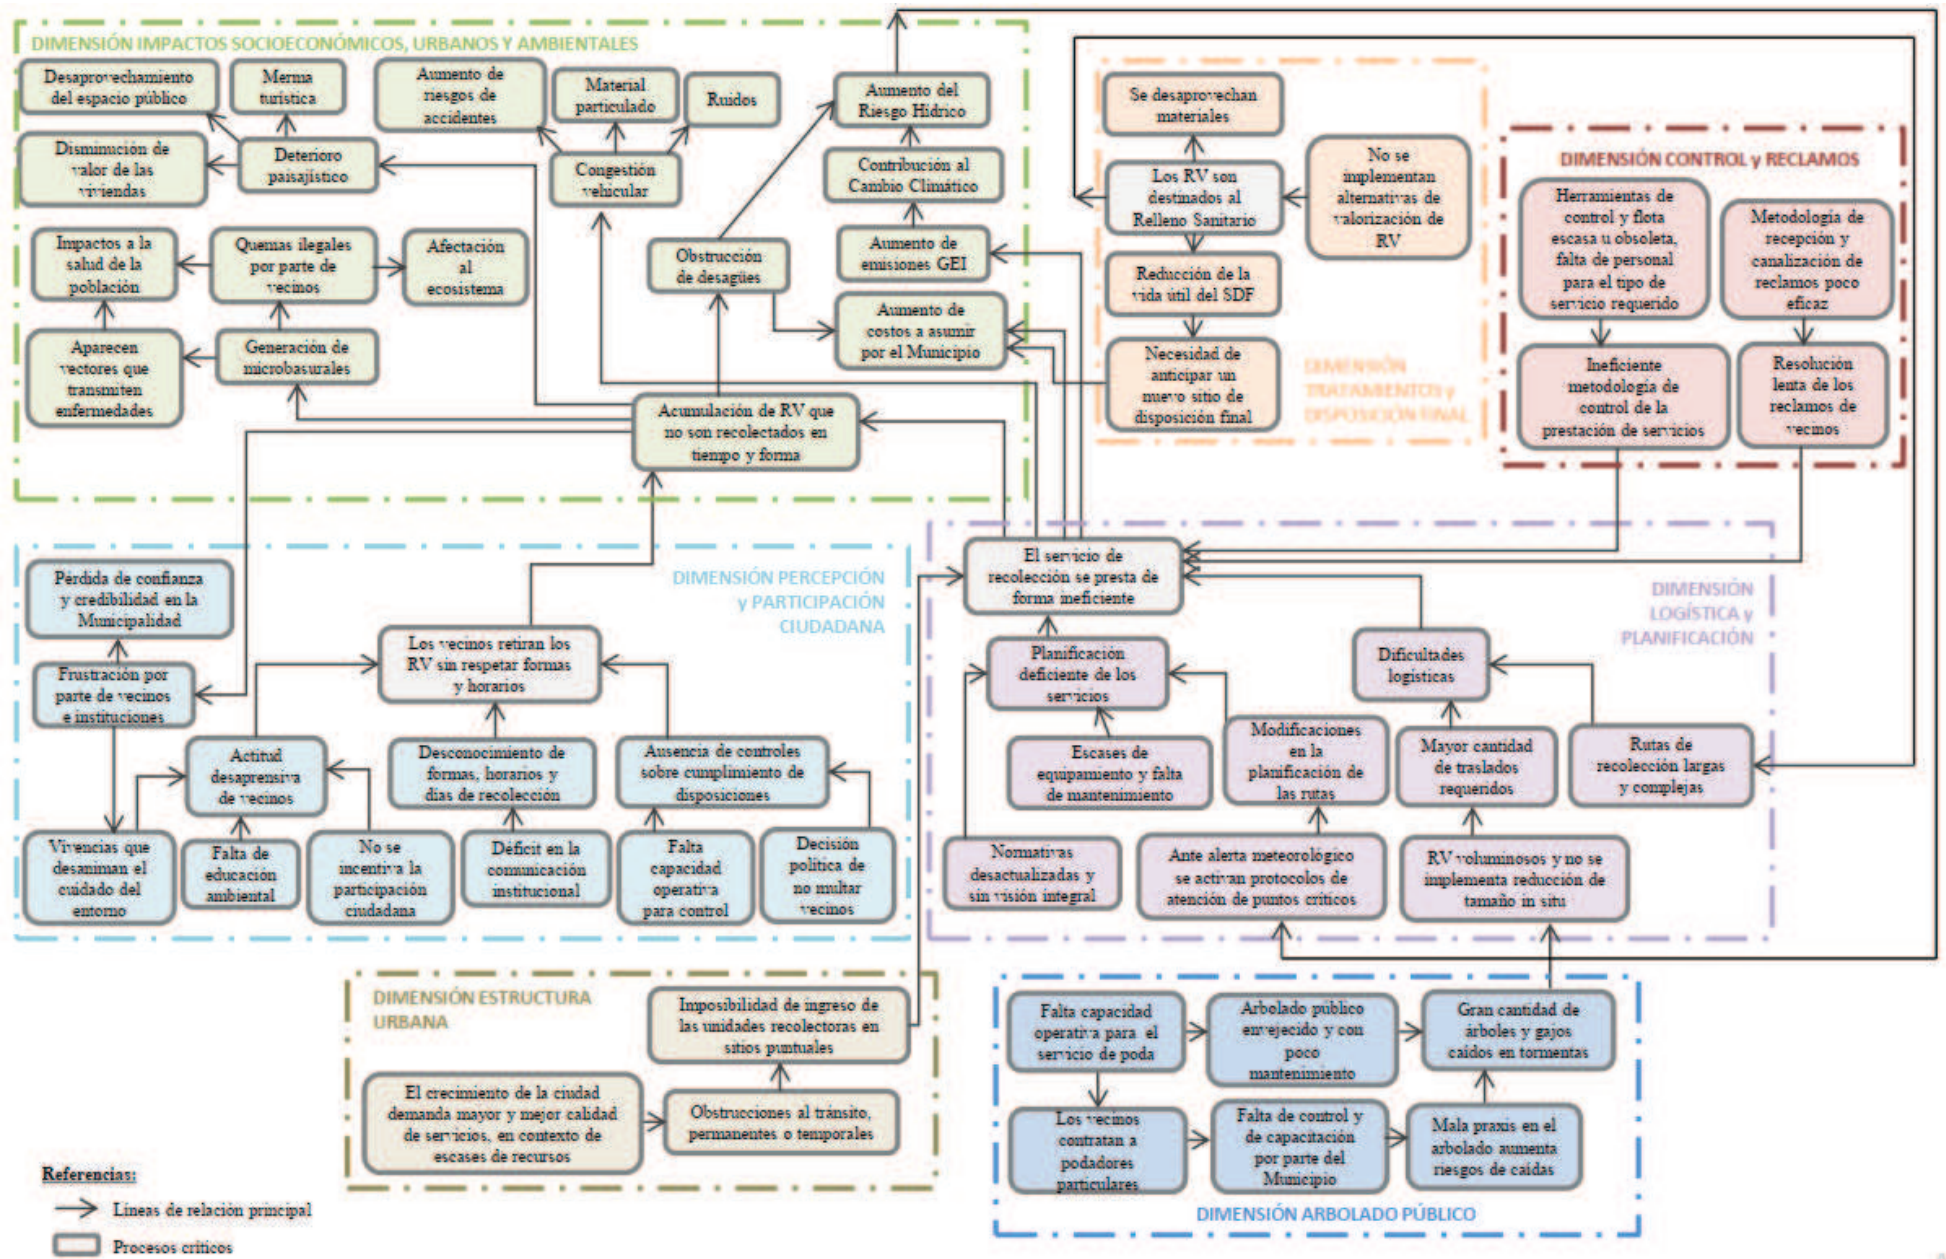 DIMENSIÓN IMPACTOS SOCIOECONÓMICOS, URBANOS Y AMBIENTALES
Desaprovechamiento
del espacio público
Merma
turística
Aumento de
riesgos de
accidentes
Material
particulado
Ruidos
Aumento del
Riesgo Hídrico
Disminución de
valor de las
viviendas
Deterioro
paisajístico
Congestión
vehicular
Contribución al
Cambio Climático
Impactos a la
salud de la
población
Quemas ilegales
por parte de
vecinos
Afectación
al
ecosistema
Obstrucción
de desagües
Aumento de
emisiones GEI
Aumento de
costos a asumir
por el Municipio
Aparecen
vectores que
transmiten
enfermedades
Generación de
microbasurales
Acumulación de RV que
no son recolectados en
tiempo y forma
Se desaprovechan
materiales
Los RV son
destinados al
Relleno Sanitario
No se
implementan
alternativas de
valorización de
RV
Reducción de la
vida útil del SDF
Necesidad de
anticipar un
nuevo sitio de
disposición final
DIMENSIÓN
TRATAMIENTOS y
DISPOSICIÓN FINAL
DIMENSIÓN CONTROL y RECLAMOS
Herramientas de
control y flota
escasa u obsoleta,
falta de personal
para el tipo de
servicio requerido
Metodología de
recepción y
canalización de
reclamos poco
eficaz
Ineficiente
metodología de
control de la
prestación de servicios
Resolución
lenta de los
reclamos de
vecinos
DIMENSIÓN PERCEPCIÓN
y PARTICIPACIÓN
CIUDADANA
Pérdida de confianza
y credibilidad en la
Municipalidad
Frustración por
parte de vecinos
e instituciones
Los vecinos retiran los
RV sin respetar formas
y horarios
Actitud
desaprensiva
de vecinos
Desconocimiento de
formas, horarios y
días de recolección
Ausencia de controles
sobre cumplimiento de
disposiciones
Vivencias que
desaniman el
cuidado del
entorno
Falta de
educación
ambiental
No se
incentiva la
participación
ciudadana
Déficit en la
comunicación
institucional
Falta
capacidad
operativa
para control
Decisión
política de
no multar
vecinos
DIMENSIÓN
LOGÍSTICA y
PLANIFICACIÓN
El servicio de
recolección se presta de
forma ineficiente
Planificación
deficiente de los
servicios
Dificultades
logísticas
Escases de
equipamiento y falta
de mantenimiento
Modificaciones
en la
planificación de
las rutas
Mayor cantidad
de traslados
requeridos
Rutas de
recolección largas
y complejas
Normativas
desactualizadas y
sin visión integral
Ante alerta meteorológico
se activan protocolos de
atención de puntos críticos
RV voluminosos y no se
implementa reducción de
tamaño in situ
DIMENSIÓN ESTRUCTURA
URBANA
Imposibilidad de ingreso de
las unidades recolectoras en
sitios puntuales
El crecimiento de la ciudad
demanda mayor y mejor calidad
de servicios, en contexto de
escases de recursos
Obstrucciones al tránsito,
permanentes o temporales
Falta capacidad
operativa para el
servicio de poda
Arbolado público
envejecido y con
poco
mantenimiento
Gran cantidad de
árboles y gajos
caídos en tormentas
Los vecinos
contratan a
podadores
particulares
Falta de control y
de capacitación
por parte del
Municipio
Mala praxis en el
arbolado aumenta
riesgos de caídas
DIMENSIÓN ARBOLADO PÚBLICO
Referencias:
Líneas de relación principal
Procesos críticos